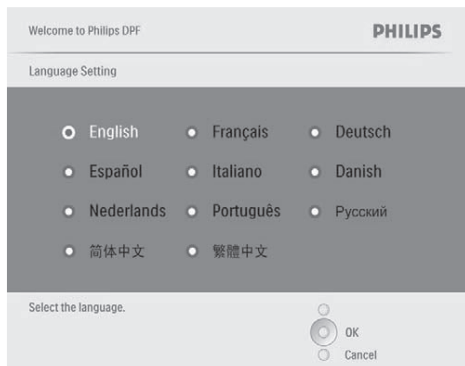 Welcome to Philips DPF
PHILIPS
Language Setting
English Français Deutsch
Español Italiano Danish
Nederlands Português Русский
简体中文 繁體中文
Select the language.
OK
Cancel